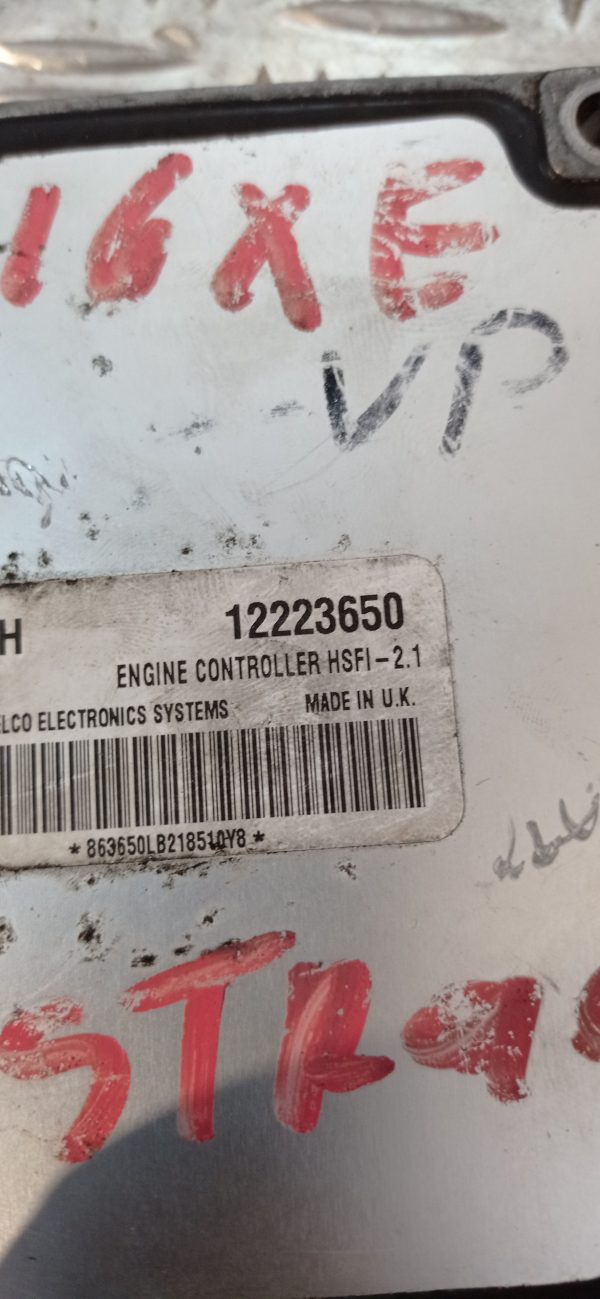 16XE
VP
H 12223650
ENGINE CONTROLLER HSFI-2.1
ELCO ELECTRONICS SYSTEMS MADE IN U.K.
*863650LB218510Y8*
STRA